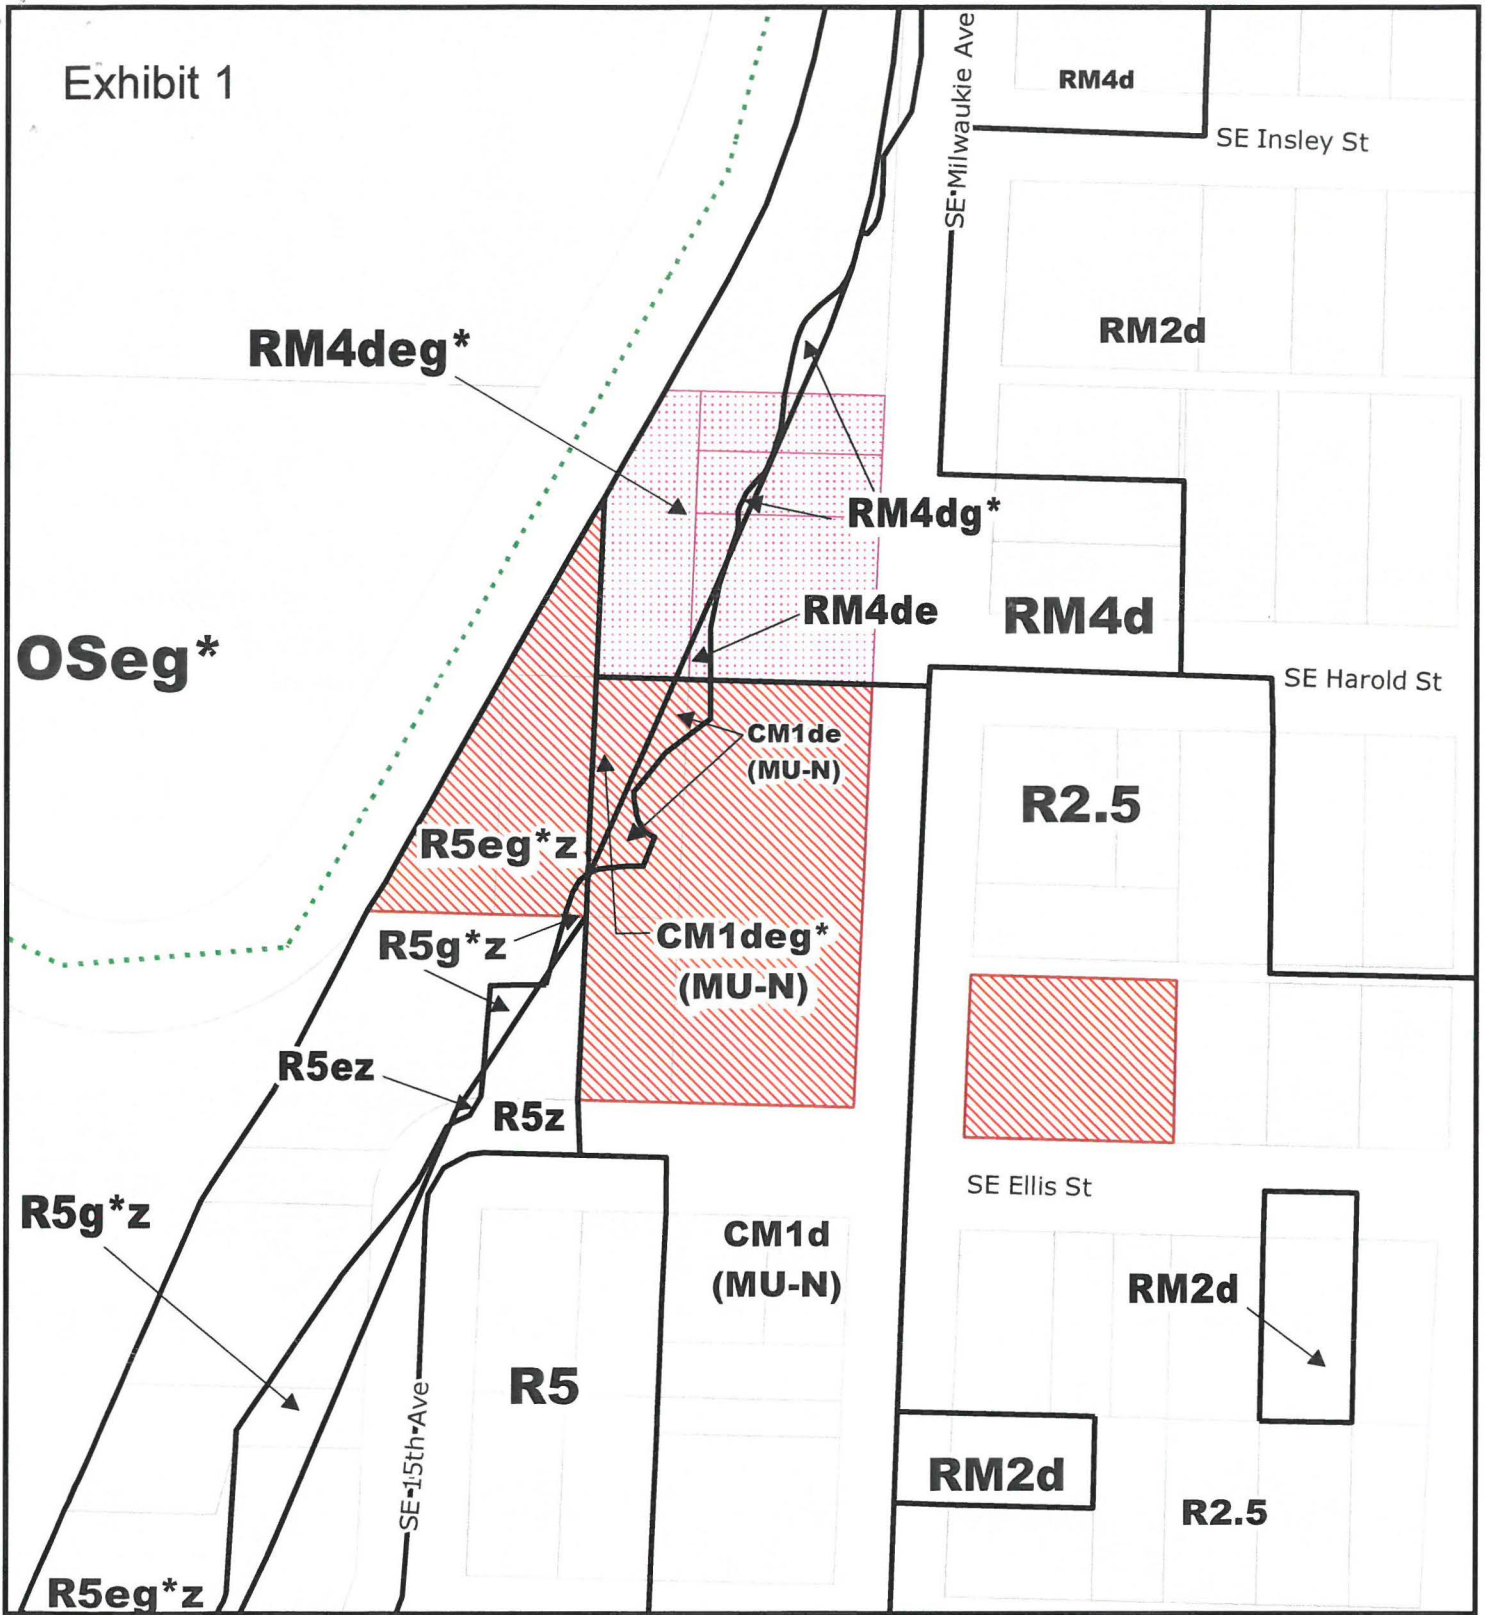 Exhibit 1
SE Milwaukie Ave
RM4d
SE Insley St
RM4deg*
RM2d
RM4dg*
RM4de
RM4d
OSeg*
SE Harold St
CM1de
(MU-N)
R2.5
R5eg*z
R5g*z
CM1deg*
(MU-N)
R5ez
R5z
SE Ellis St
R5g*z
CM1d
(MU-N)
RM2d
R5
SE 15th Ave
RM2d
R2.5
R5eg*z